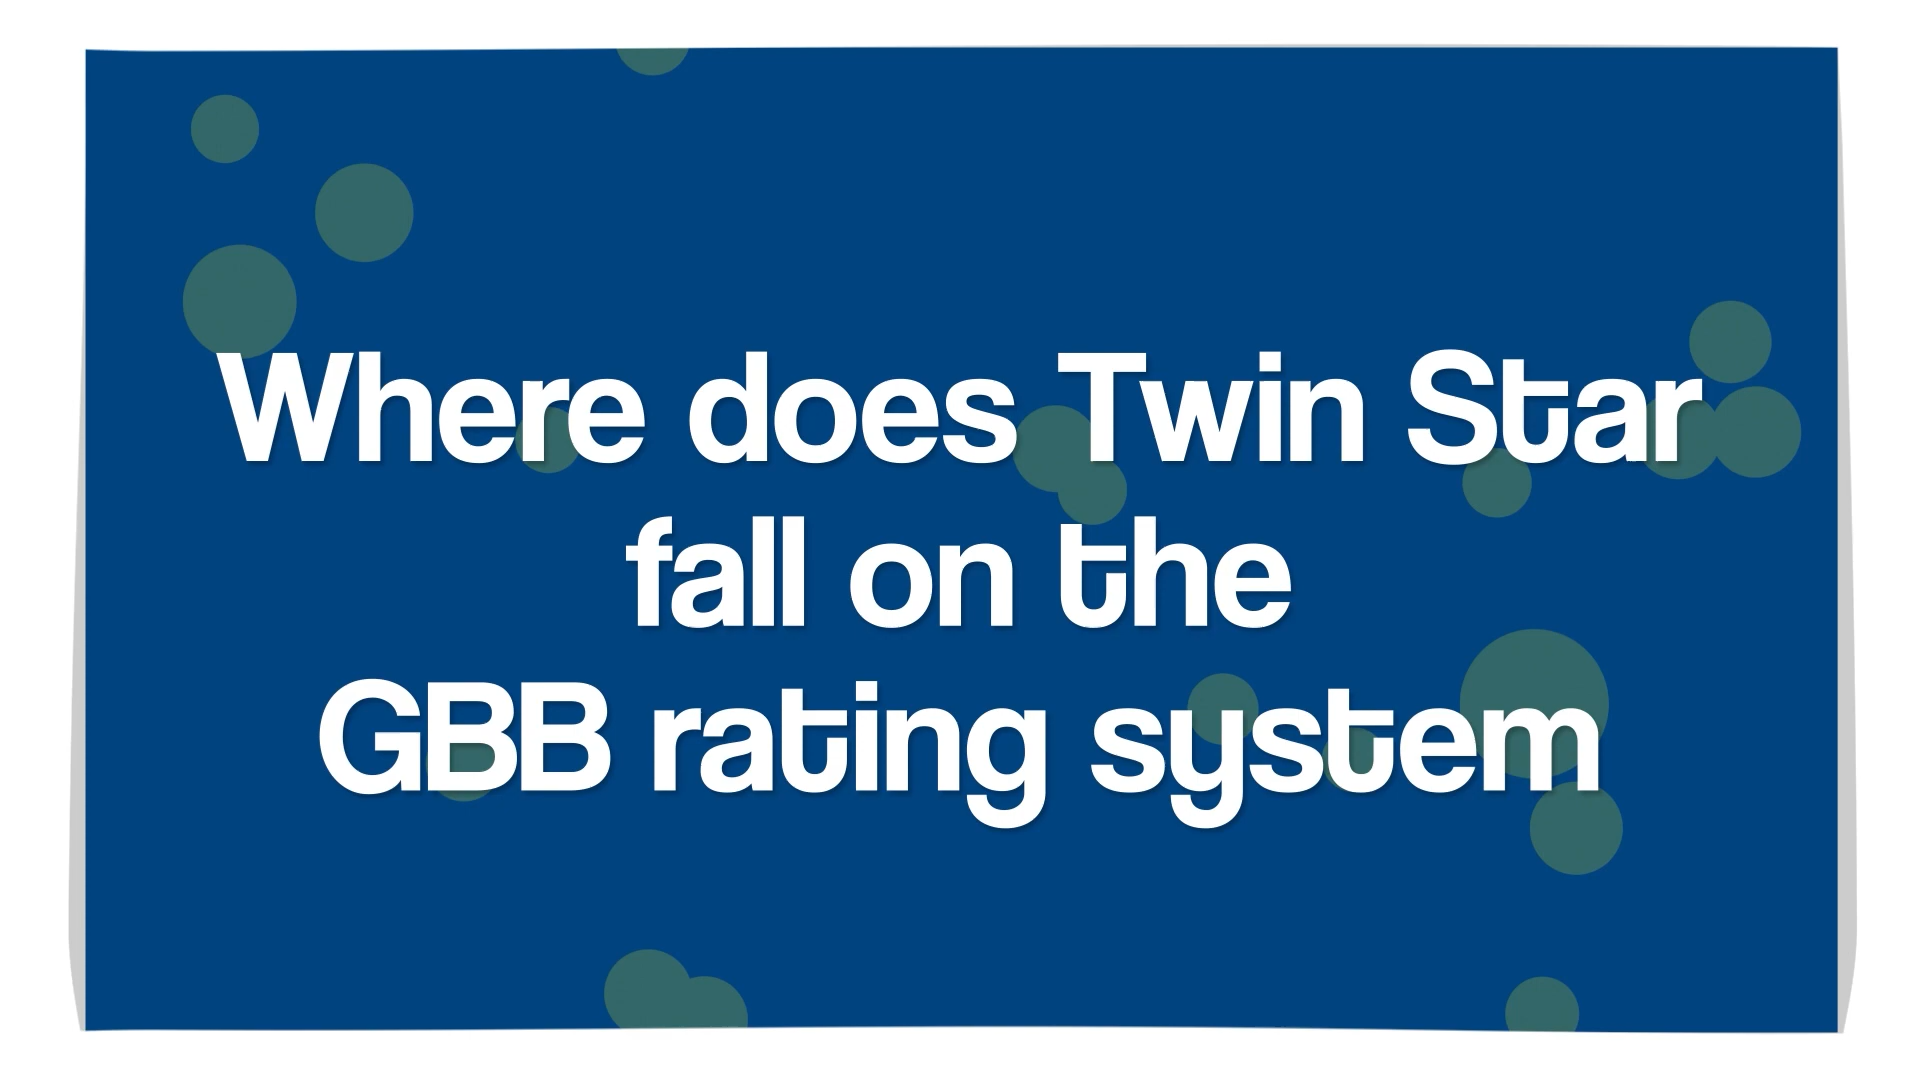 Where does Twin Star
fall on the
GBB rating system